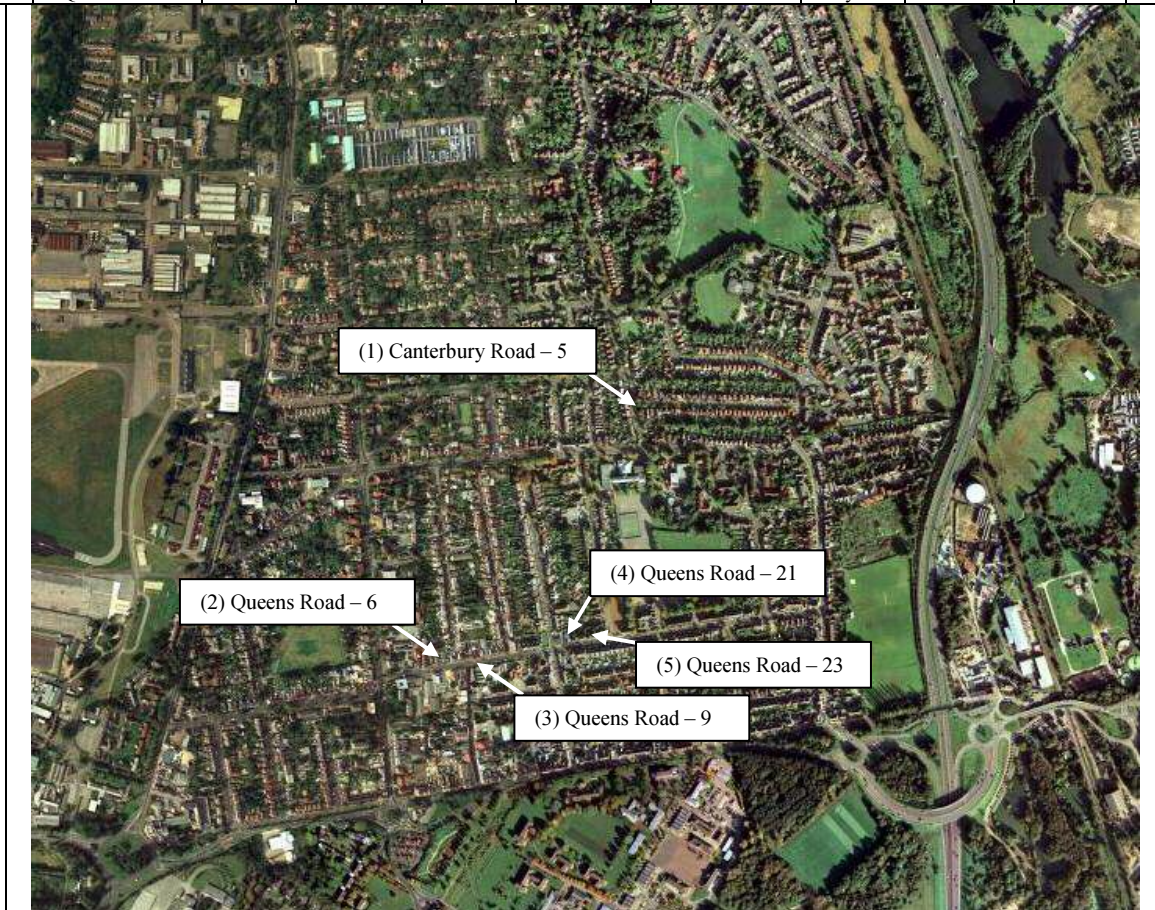 (1) Canterbury Road – 5
(4) Queens Road – 21
(2) Queens Road – 6
(5) Queens Road – 23
(3) Queens Road – 9